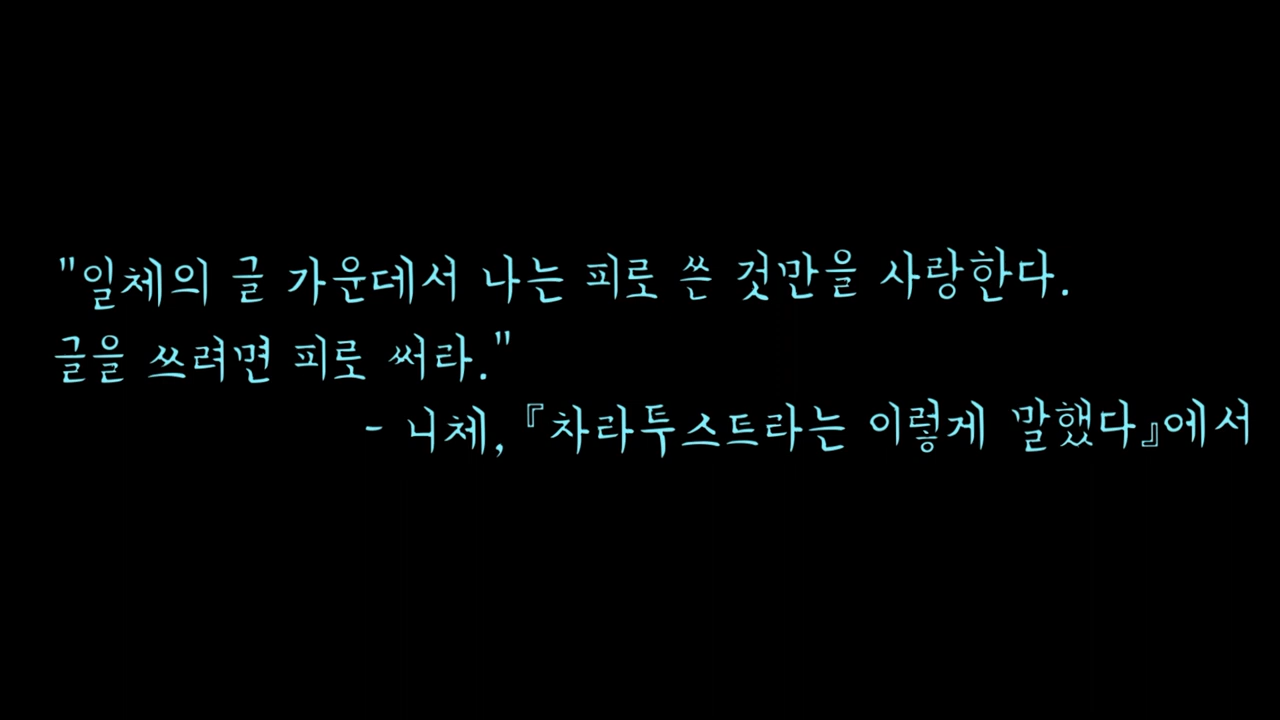 "일체의 글 가운데서 나는 피로 쓴 것만을 사랑한다.
글을 쓰려면 피로 써라."
- 니체,『차라투스트라는 이렇게 말했다』에서